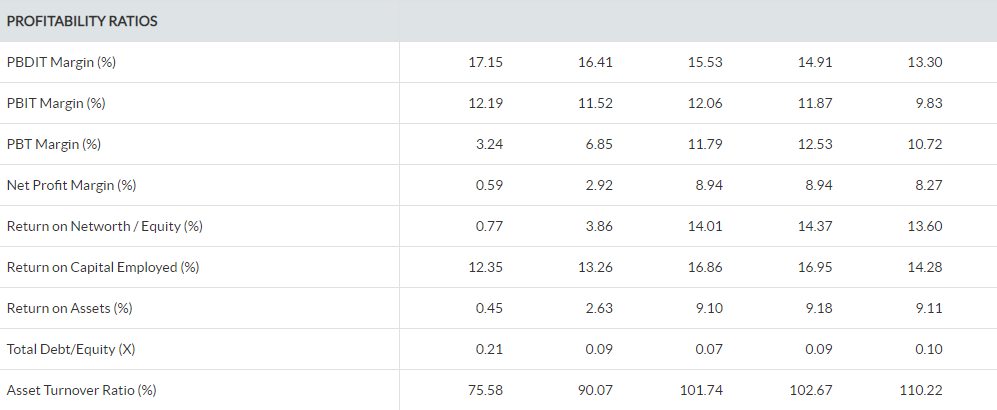 PROFITABILITY RATIOS
PBDIT Margin (%) 17.15 16.41 15.53 14.91 13.30
PBIT Margin (%) 12.19 11.52 12.06 11.87 9.83
PBT Margin (%) 3.24 6.85 11.79 12.53 10.72
Net Profit Margin (%) 0.59 2.92 8.94 8.94 8.27
Return on Networth / Equity (%) 0.77 3.86 14.01 14.37 13.60
Return on Capital Employed (%) 12.35 13.26 16.86 16.95 14.28
Return on Assets (%) 0.45 2.63 9.10 9.18 9.11
Total Debt/Equity (X) 0.21 0.09 0.07 0.09 0.10
Asset Turnover Ratio (%) 75.58 90.07 101.74 102.67 110.22